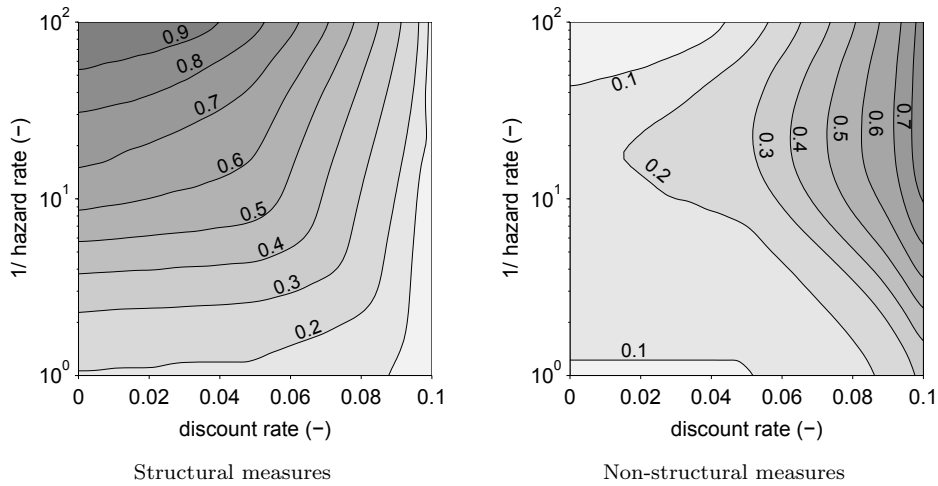 10²
10¹
10⁰
1/ hazard rate (−)
0.9
0.8
0.7
0.6
0.5
0.4
0.3
0.2
0 0.02 0.04 0.06 0.08 0.1
discount rate (−)
Structural measures
10²
10¹
10⁰
1/ hazard rate (−)
0.1
0.2
0.3
0.4
0.5
0.6
0.7
0.1
0 0.02 0.04 0.06 0.08 0.1
discount rate (−)
Non-structural measures